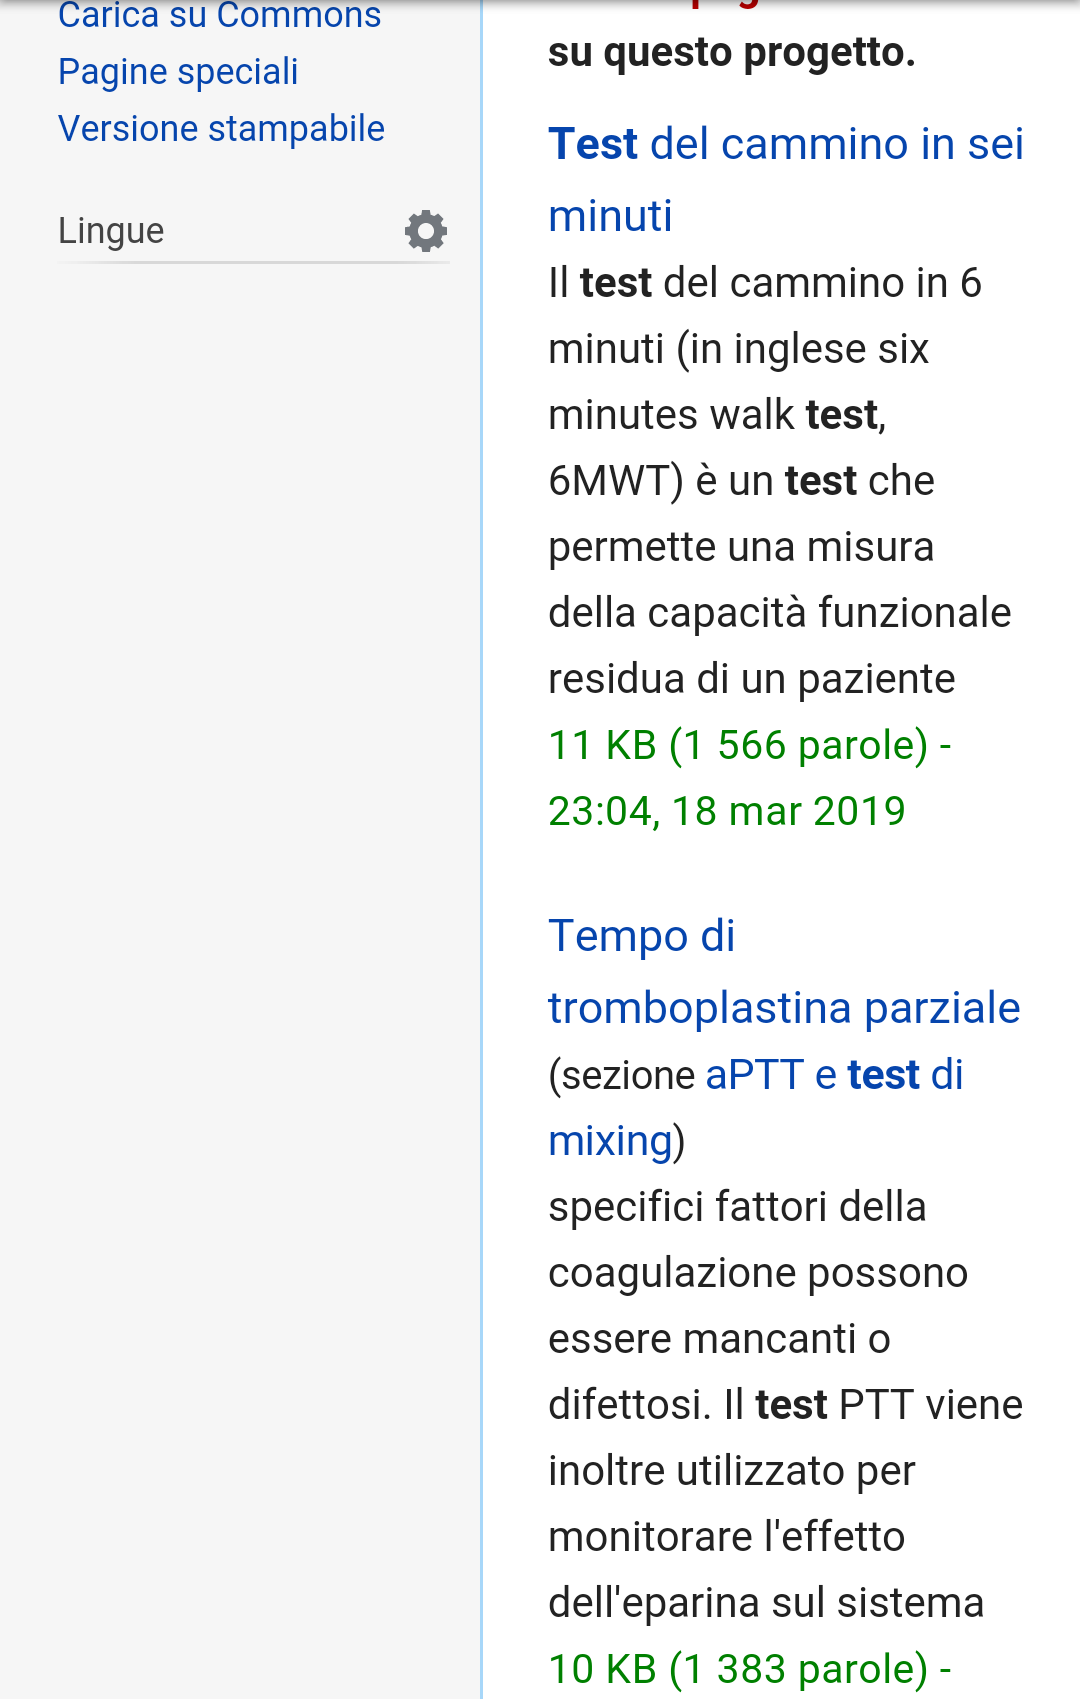 Carica su Commons
Pagine speciali
Versione stampabile
Lingue
su questo progetto.
Test del cammino in sei
minuti
Il test del cammino in 6
minuti (in inglese six
minutes walk test,
6MWT) è un test che
permette una misura
della capacità funzionale
residua di un paziente
11 KB (1 566 parole) -
23:04, 18 mar 2019
Tempo di
tromboplastina parziale
(sezione aPTT e test di
mixing)
specifici fattori della
coagulazione possono
essere mancanti o
difettosi. Il test PTT viene
inoltre utilizzato per
monitorare l'effetto
dell'eparina sul sistema
10 KB (1 383 parole) -